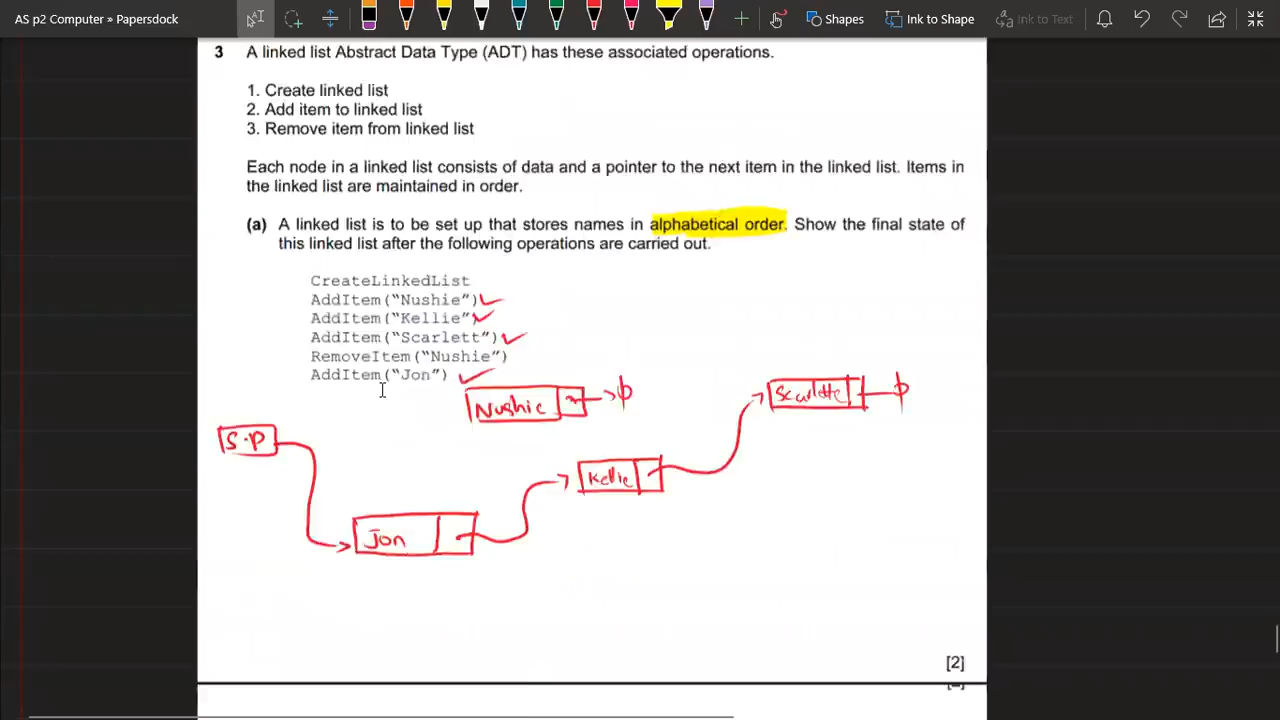 AS p2 Computer » Papersdock
Shapes
Ink to Shape
Ink to Text
3 A linked list Abstract Data Type (ADT) has these associated operations.
1. Create linked list
2. Add item to linked list
3. Remove item from linked list
Each node in a linked list consists of data and a pointer to the next item in the linked list. Items in
the linked list are maintained in order.
(a) A linked list is to be set up that stores names in alphabetical order. Show the final state of
this linked list after the following operations are carried out.
CreateLinkedList
AddItem("Nushie")
AddItem("Kellie")
AddItem("Scarlett")
RemoveItem("Nushie")
AddItem("Jon")
Nushie
Scarlette
S.P
Kellie
Jon
[2]